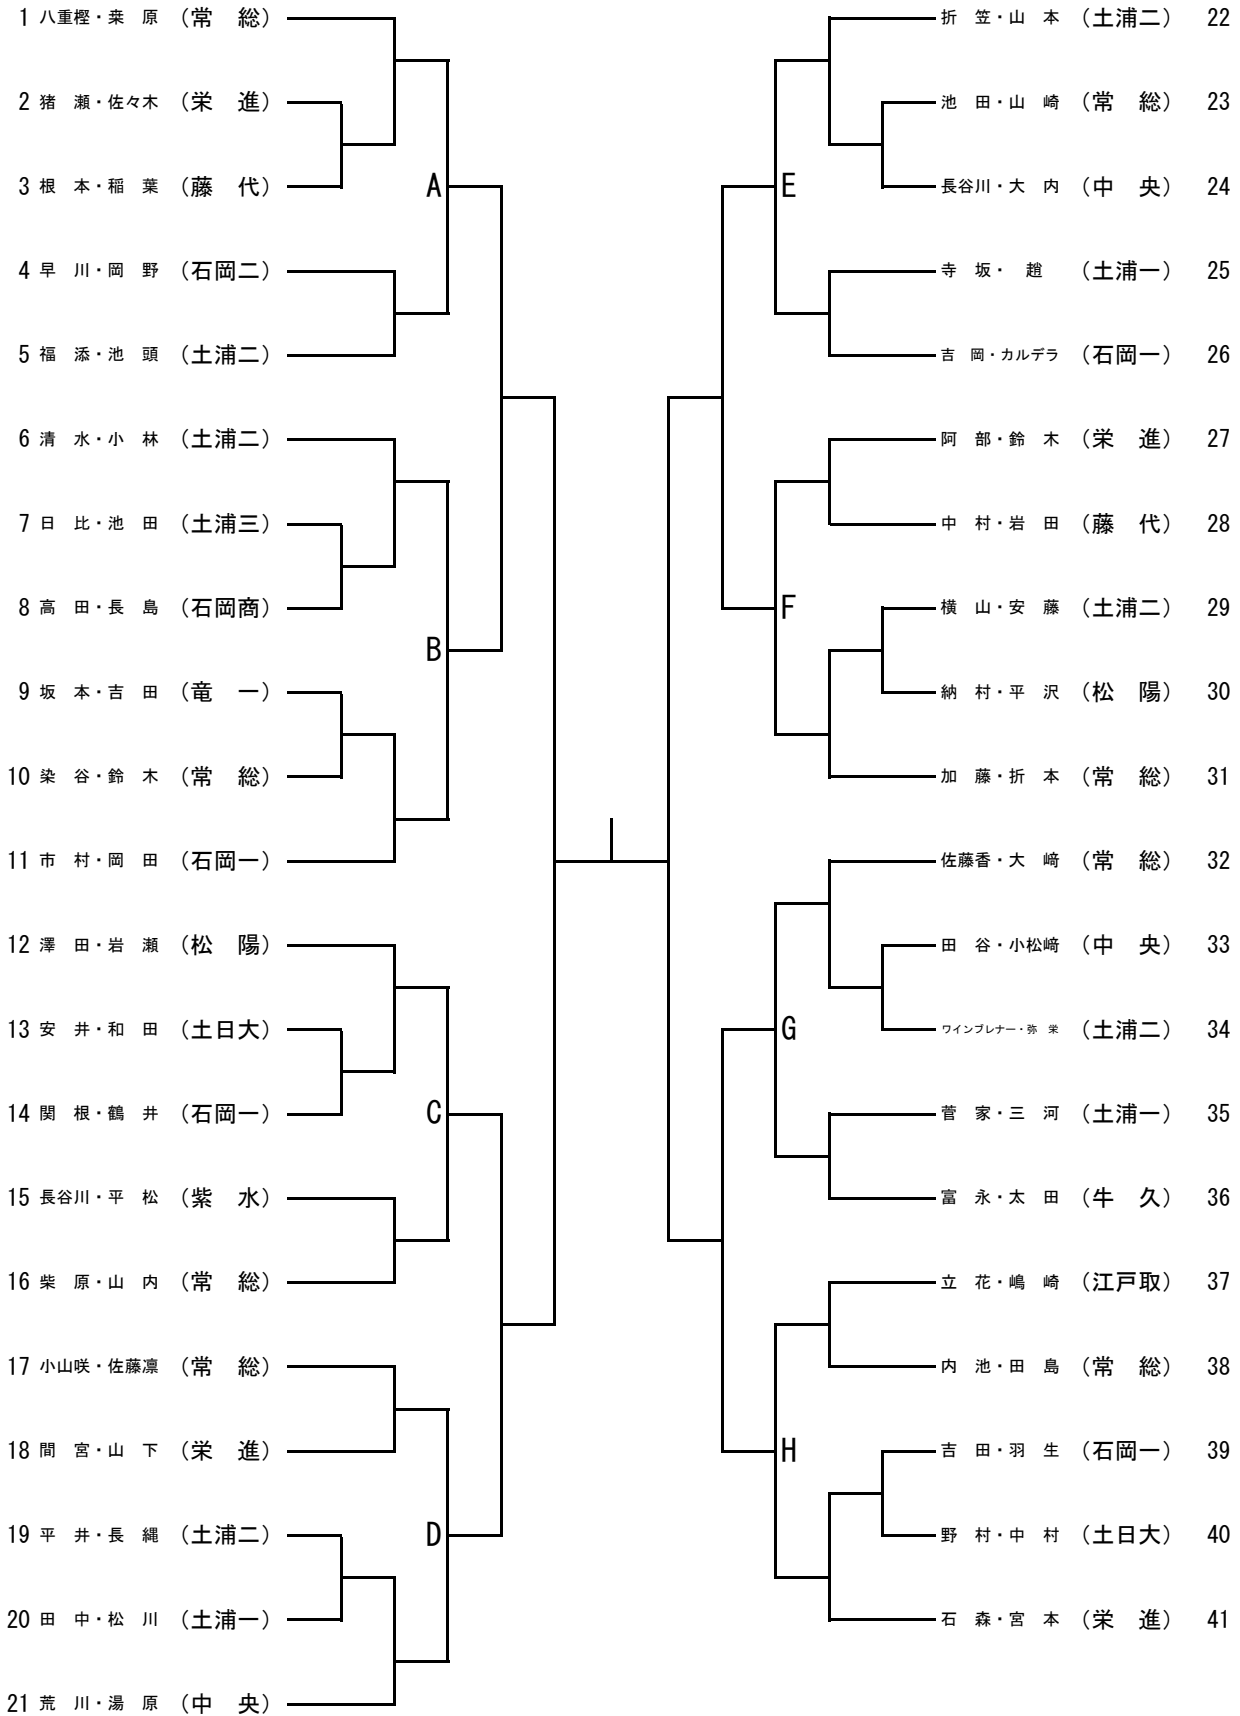 1 八重樫・桒 原 （常 総）
2 猪 瀬・佐々木 （栄 進）
3 根 本・稲 葉 （藤 代）
A
4 早 川・岡 野 （石岡二）
5 福 添・池 頭 （土浦二）
6 清 水・小 林 （土浦二）
7 日 比・池 田 （土浦三）
8 高 田・長 島 （石岡商）
B
9 坂 本・吉 田 （竜 一）
10 染 谷・鈴 木 （常 総）
11 市 村・岡 田 （石岡一）
12 澤 田・岩 瀬 （松 陽）
13 安 井・和 田 （土日大）
14 関 根・鶴 井 （石岡一）
C
15 長谷川・平 松 （紫 水）
16 柴 原・山 内 （常 総）
17 小山咲・佐藤凛 （常 総）
18 間 宮・山 下 （栄 進）
19 平 井・長 縄 （土浦二）
D
20 田 中・松 川 （土浦一）
21 荒 川・湯 原 （中 央）
折 笠・山 本 （土浦二） 22
池 田・山 崎 （常 総） 23
E
長谷川・大 内 （中 央） 24
寺 坂・ 趙 （土浦一） 25
吉 岡・カルデラ （石岡一） 26
阿 部・鈴 木 （栄 進） 27
中 村・岩 田 （藤 代） 28
F
横 山・安 藤 （土浦二） 29
納 村・平 沢 （松 陽） 30
加 藤・折 本 （常 総） 31
佐藤香・大 﨑 （常 総） 32
田 谷・小松﨑 （中 央） 33
G
ワインブレナー・弥 栄 （土浦二） 34
菅 家・三 河 （土浦一） 35
富 永・太 田 （牛 久） 36
立 花・嶋 崎 （江戸取） 37
内 池・田 島 （常 総） 38
H
吉 田・羽 生 （石岡一） 39
野 村・中 村 （土日大） 40
石 森・宮 本 （栄 進） 41